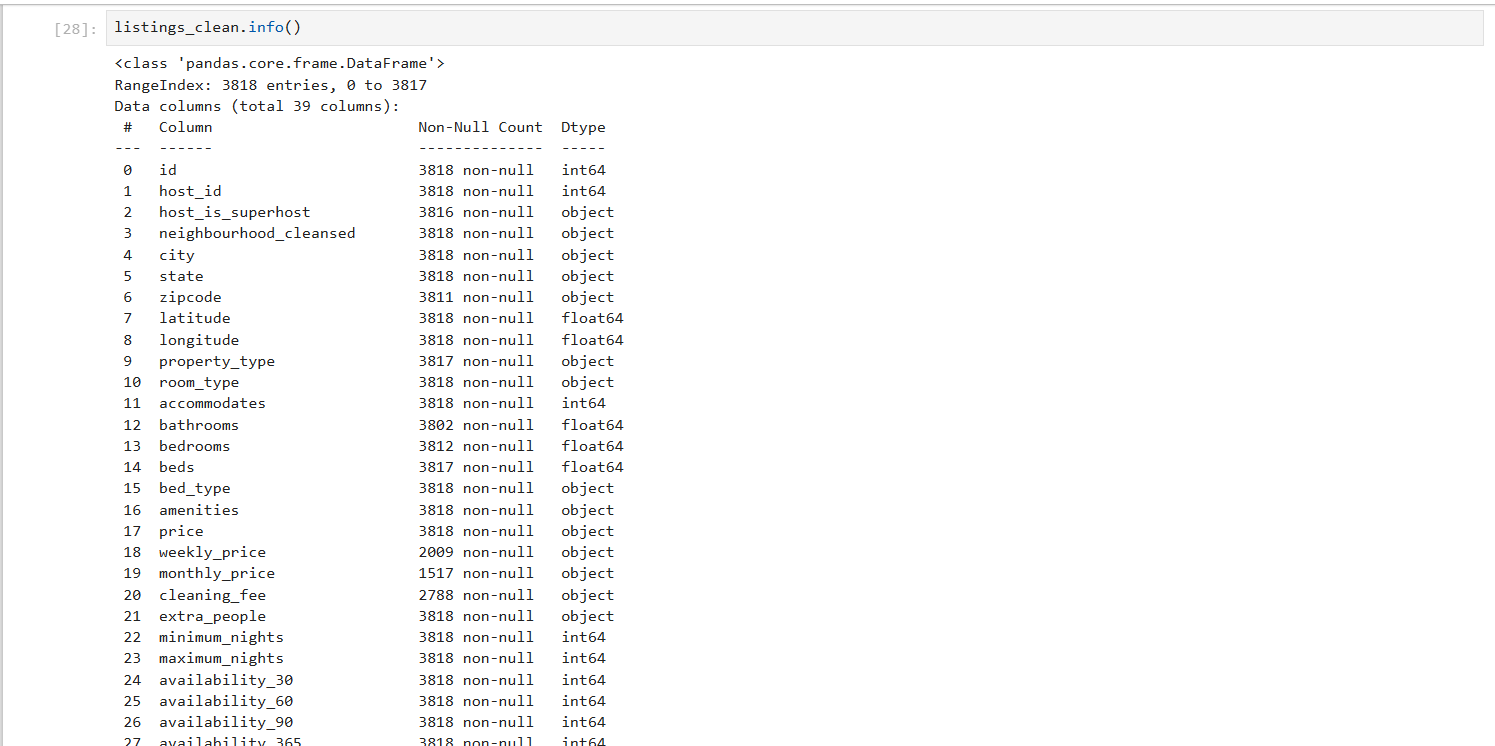 [28]: listings_clean.info()
<class 'pandas.core.frame.DataFrame'>
RangeIndex: 3818 entries, 0 to 3817
Data columns (total 39 columns):
 #   Column                       Non-Null Count  Dtype
---  ------                       --------------  -----
 0   id                           3818 non-null   int64
 1   host_id                      3818 non-null   int64
 2   host_is_superhost            3816 non-null   object
 3   neighbourhood_cleansed       3818 non-null   object
 4   city                         3818 non-null   object
 5   state                        3818 non-null   object
 6   zipcode                      3811 non-null   object
 7   latitude                     3818 non-null   float64
 8   longitude                    3818 non-null   float64
 9   property_type                3817 non-null   object
 10  room_type                    3818 non-null   object
 11  accommodates                 3818 non-null   int64
 12  bathrooms                    3802 non-null   float64
 13  bedrooms                     3812 non-null   float64
 14  beds                         3817 non-null   float64
 15  bed_type                     3818 non-null   object
 16  amenities                    3818 non-null   object
 17  price                        3818 non-null   object
 18  weekly_price                 2009 non-null   object
 19  monthly_price                1517 non-null   object
 20  cleaning_fee                 2788 non-null   object
 21  extra_people                 3818 non-null   object
 22  minimum_nights               3818 non-null   int64
 23  maximum_nights               3818 non-null   int64
 24  availability_30              3818 non-null   int64
 25  availability_60              3818 non-null   int64
 26  availability_90              3818 non-null   int64
 27  availability_365             3818 non-null   int64